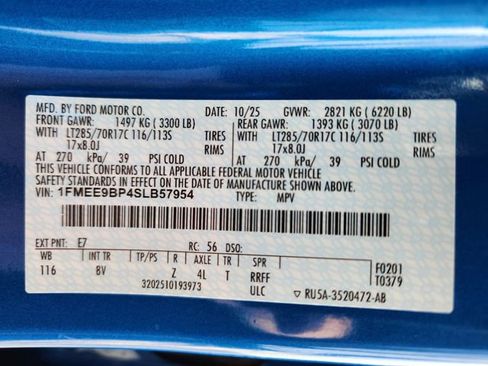 MFD. BY FORD MOTOR CO. DATE: 10/25 GVWR: 2821 KG ( 6220 LB)
FRONT GAWR: 1497 KG ( 3300 LB) REAR GAWR: 1393 KG ( 3070 LB)
WITH LT285/70R17C 116/113S TIRES WITH LT285/70R17C 116/113S TIRES
17x8.0J RIMS 17x8.0J RIMS
AT 270 kPa/ 39 PSI COLD AT 270 kPa/ 39 PSI COLD
THIS VEHICLE CONFORMS TO ALL APPLICABLE FEDERAL MOTOR VEHICLE
SAFETY STANDARDS IN EFFECT ON THE DATE OF MANUFACTURE SHOWN ABOVE.
VIN: 1FMEE9BP4SLB57954 TYPE: MPV
EXT PNT: E7 RC: 56 DSO:
WB INT TR TP/PS R AXLE TR SPR F0201
116 BV Z 4L T RRFF T0379
3202510193973 ULC ▽ RU5A-3520472-AB